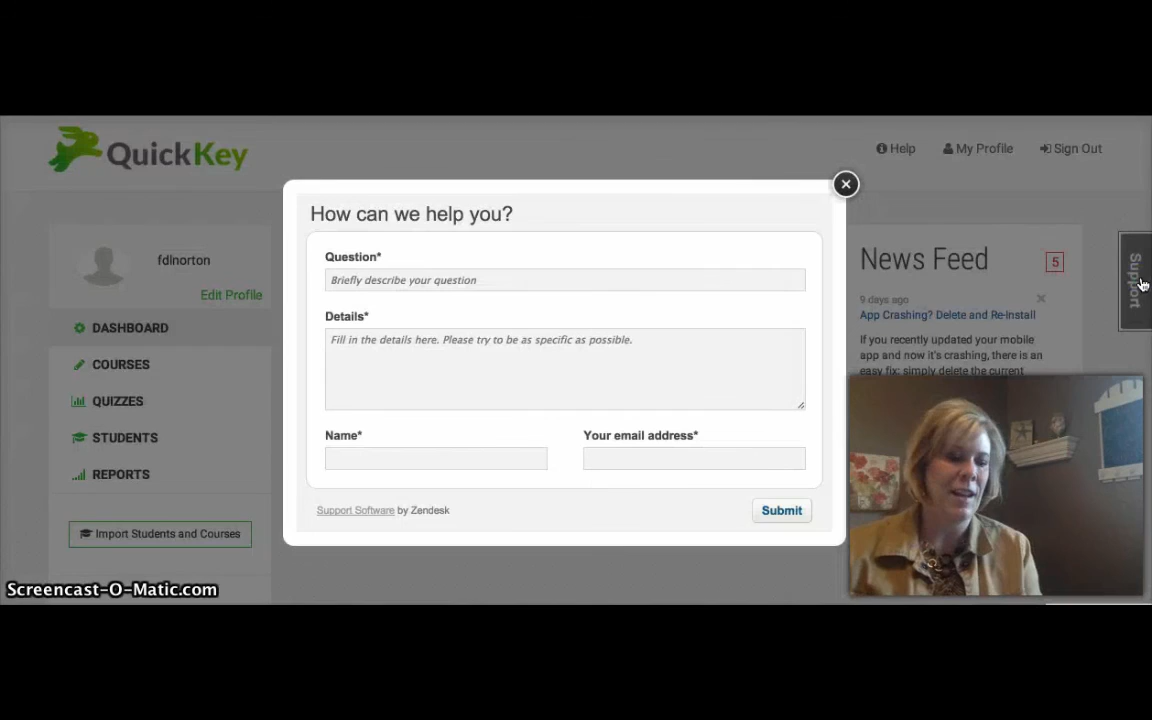 QuickKey
Help
My Profile
Sign Out
fdlnorton
Edit Profile
DASHBOARD
COURSES
QUIZZES
STUDENTS
REPORTS
Import Students and Courses
How can we help you?
Question*
Briefly describe your question
Details*
Fill in the details here. Please try to be as specific as possible.
Name*
Your email address*
Support Software by Zendesk
Submit
News Feed
5
9 days ago
App Crashing? Delete and Re-Install
If you recently updated your mobile
app and now it's crashing, there is an
easy fix: simply delete the current
Support
Screencast-O-Matic.com